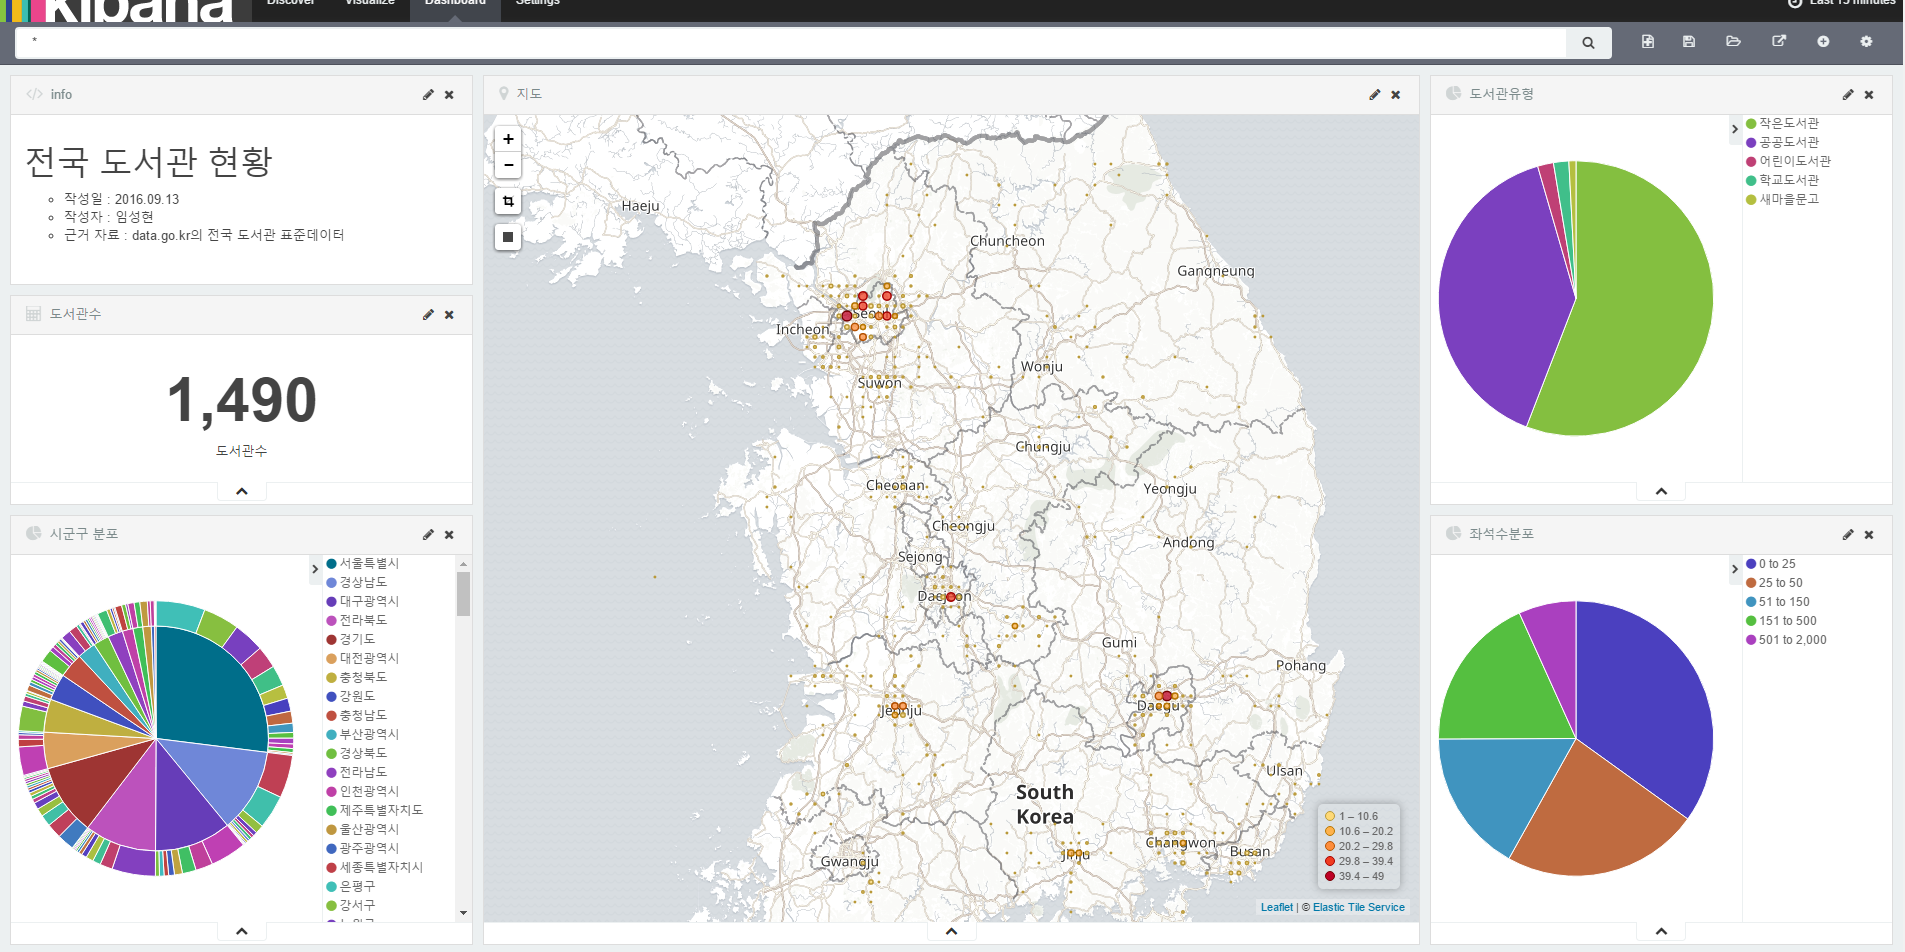 kibana
Discover
Visualize
Dashboard
Settings
Last 15 minutes
*
info
전국 도서관 현황
작성일 : 2016.09.13
작성자 : 임성현
근거 자료 : data.go.kr의 전국 도서관 표준데이터
도서관수
1,490
도서관수
시군구 분포
서울특별시
경상남도
대구광역시
전라북도
경기도
대전광역시
충청북도
강원도
충청남도
부산광역시
경상북도
전라남도
인천광역시
제주특별자치도
울산광역시
광주광역시
세종특별자치시
은평구
강서구
지도
+
−
Haeju
Chuncheon
Gangneung
Seoul
Incheon
Wonju
Suwon
Chungju
Cheonan
Yeongju
Cheongju
Andong
Sejong
Daejeon
Gumi
Pohang
Jeonju
Daegu
Ulsan
South
Korea
Changwon
Busan
Jinju
Gwangju
1 – 10.6
10.6 – 20.2
20.2 – 29.8
29.8 – 39.4
39.4 – 49
Leaflet | © Elastic Tile Service
도서관유형
작은도서관
공공도서관
어린이도서관
학교도서관
새마을문고
좌석수분포
0 to 25
25 to 50
51 to 150
151 to 500
501 to 2,000